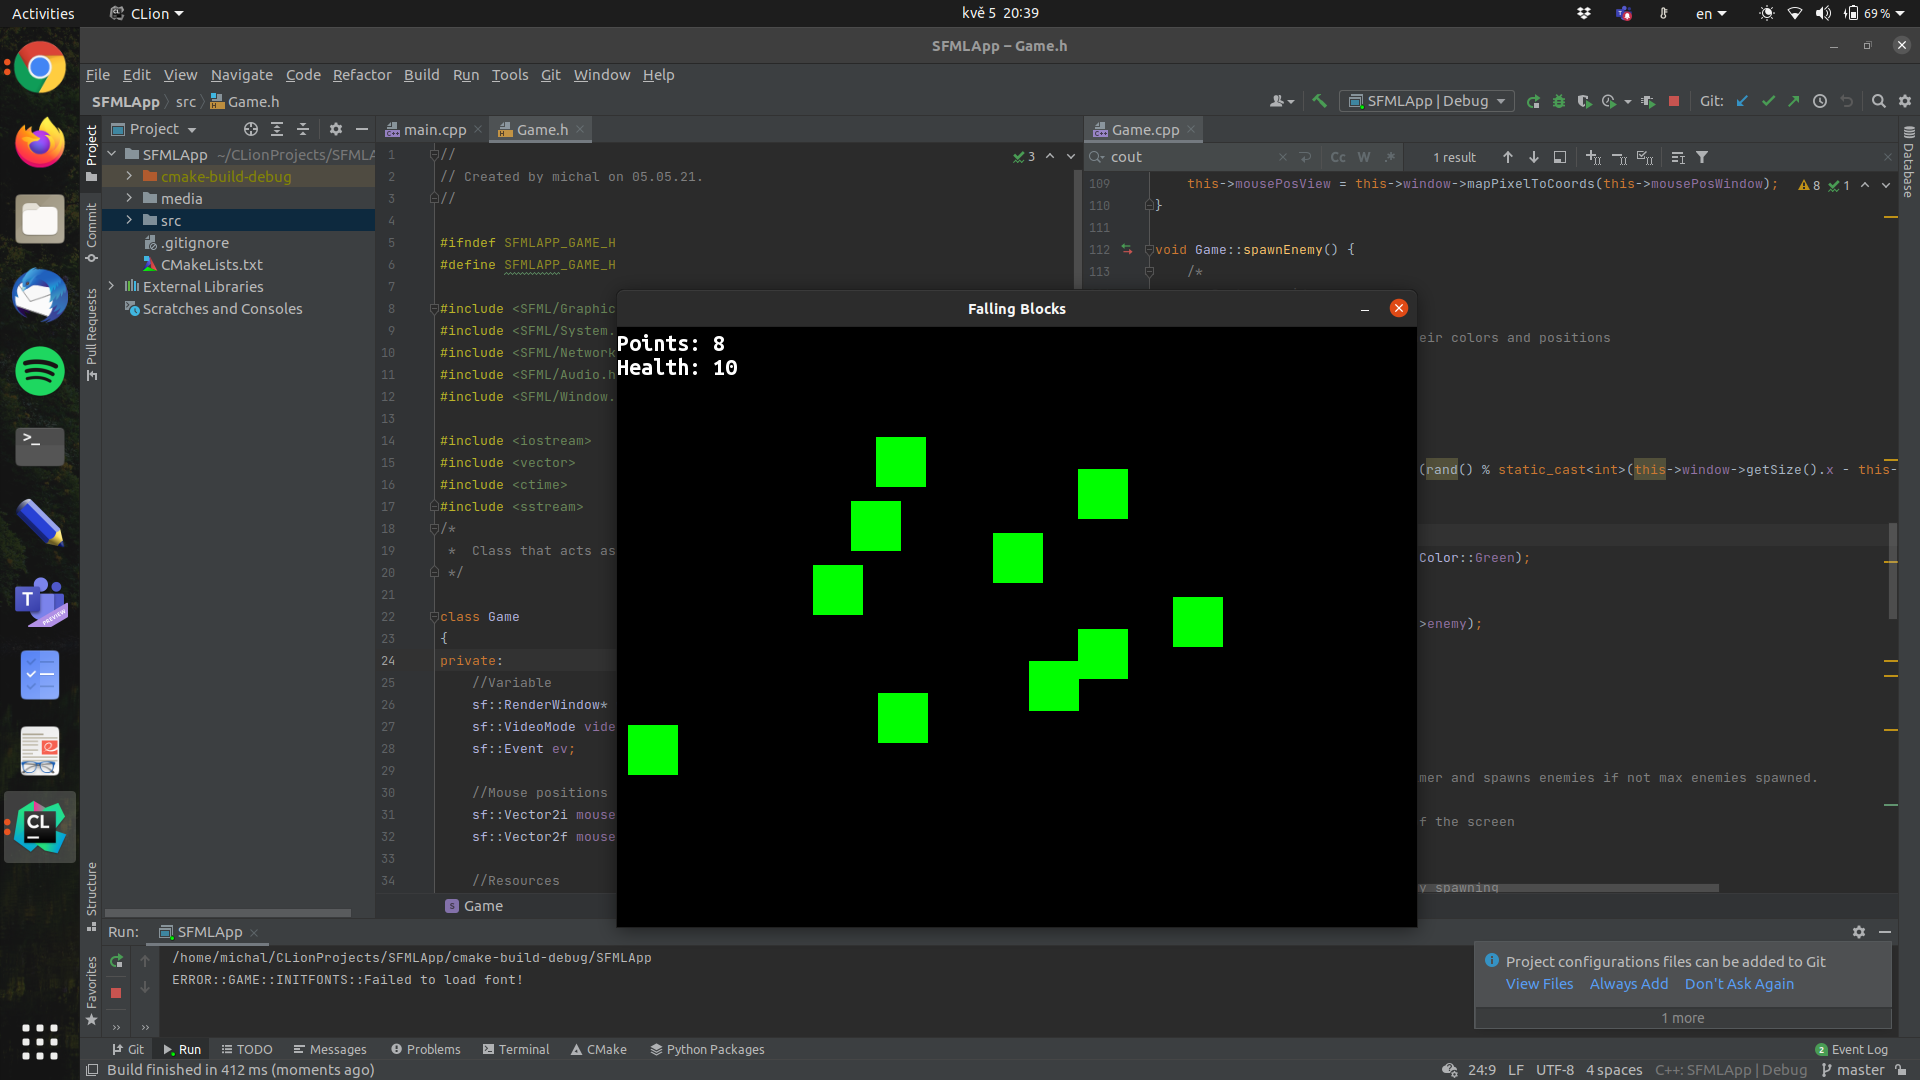 Activities
CLion
kvě 5 20:39
en
69 %
SFMLApp – Game.h
File Edit View Navigate Code Refactor Build Run Tools Git Window Help
SFMLApp src Game.h
SFMLApp | Debug
Git:
Project
SFMLApp ~/CLionProjects/SFMLA
cmake-build-debug
media
src
.gitignore
CMakeLists.txt
External Libraries
Scratches and Consoles
Project
Commit
Pull Requests
Structure
Favorites
Database
main.cpp
Game.h
3
1 //
2 // Created by michal on 05.05.21.
3 //
4
5 #ifndef SFMLAPP_GAME_H
6 #define SFMLAPP_GAME_H
7
8 #include <SFML/Graphic
9 #include <SFML/System.
10 #include <SFML/Network
11 #include <SFML/Audio.h
12 #include <SFML/Window.
13
14 #include <iostream>
15 #include <vector>
16 #include <ctime>
17 #include <sstream>
18 /*
19 * Class that acts as
20 */
21
22 class Game
23 {
24 private:
25 //Variable
26 sf::RenderWindow*
27 sf::VideoMode vide
28 sf::Event ev;
29
30 //Mouse positions
31 sf::Vector2i mouse
32 sf::Vector2f mouse
33
34 //Resources
Game
Game.cpp
cout
Cc W .*
1 result
8 1
109 this->mousePosView = this->window->mapPixelToCoords(this->mousePosWindow);
110 }
111
112 void Game::spawnEnemy() {
113 /*
eir colors and positions
(rand() % static_cast<int>(this->window->getSize().x - this-
Color::Green);
>enemy);
mer and spawns enemies if not max enemies spawned.
f the screen
y spawning
Falling Blocks
Points: 8
Health: 10
Run: SFMLApp
/home/michal/CLionProjects/SFMLApp/cmake-build-debug/SFMLApp
ERROR::GAME::INITFONTS::Failed to load font!
Project configurations files can be added to Git
View Files Always Add Don't Ask Again
1 more
Git Run TODO Messages Problems Terminal CMake Python Packages
2 Event Log
Build finished in 412 ms (moments ago)
24:9 LF UTF-8 4 spaces C++: SFMLApp | Debug master